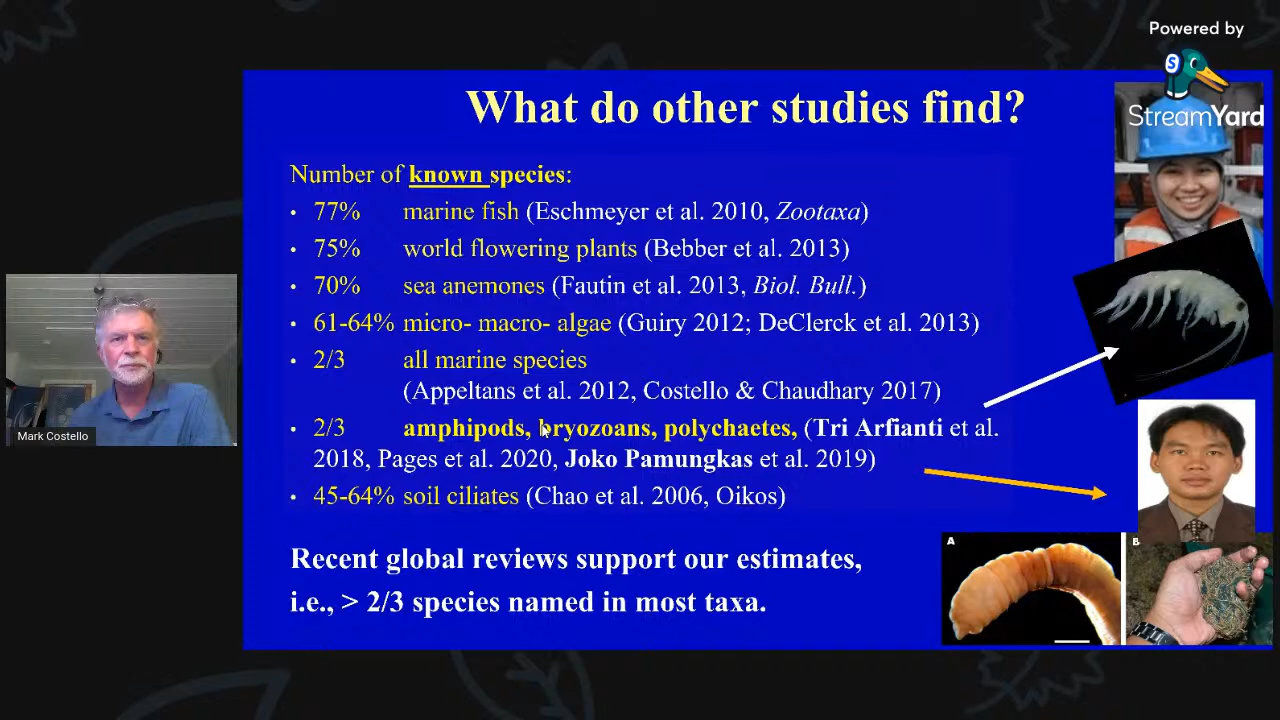 Powered by
S
StreamYard
What do other studies find?
Number of known species:
• 77% marine fish (Eschmeyer et al. 2010, Zootaxa)
• 75% world flowering plants (Bebber et al. 2013)
• 70% sea anemones (Fautin et al. 2013, Biol. Bull.)
• 61-64% micro- macro- algae (Guiry 2012; DeClerck et al. 2013)
• 2/3 all marine species
(Appeltans et al. 2012, Costello & Chaudhary 2017)
• 2/3 amphipods, bryozoans, polychaetes, (Tri Arfianti et al.
2018, Pages et al. 2020, Joko Pamungkas et al. 2019)
• 45-64% soil ciliates (Chao et al. 2006, Oikos)
Recent global reviews support our estimates,
i.e., > 2/3 species named in most taxa.
Mark Costello
A
B